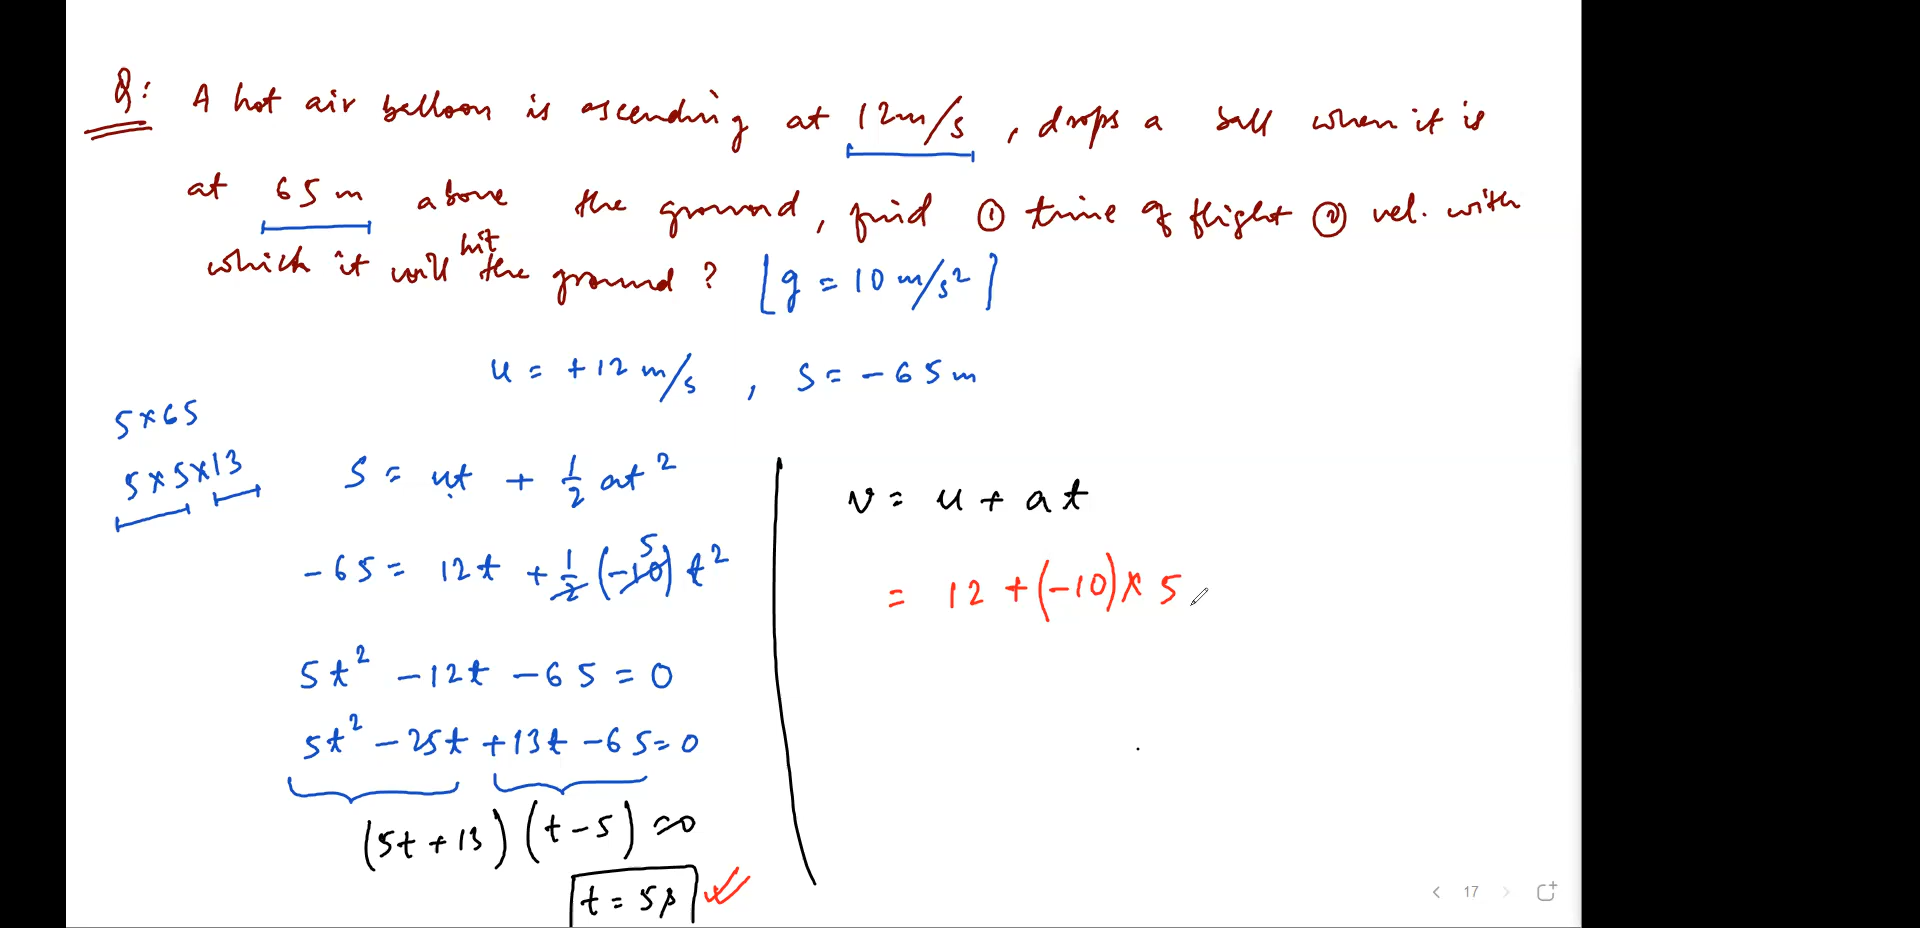 Q: A hot air balloon is ascending at 12m/s, drops a ball when it is
at 65 m above the ground, find ① time of flight ② vel. with
which it will hit the ground? [g = 10 m/s²]
u = +12 m/s, S = -65m
5×65
5×5×13
S = ut + 1/2 at²
-65 = 12t + 1/2 (-10) t²
5
5t² - 12t - 65 = 0
5t² - 25t + 13t - 65 = 0
(5t + 13) (t - 5) = 0
t = 5s
v = u + at
= 12 + (-10) × 5
17